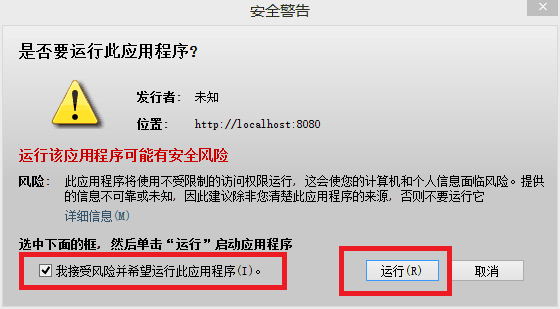 安全警告
是否要运行此应用程序?
发行者: 未知
位置: http://localhost:8080
运行该应用程序可能有安全风险
风险: 此应用程序将使用不受限制的访问权限运行, 这会使您的计算机和个人信息面临风险。提供
的信息不可靠或未知, 因此建议除非您清楚此应用程序的来源, 否则不要运行它
详细信息(M)
选中下面的框, 然后单击“运行”启动应用程序
我接受风险并希望运行此应用程序(I)。
运行(R) 取消